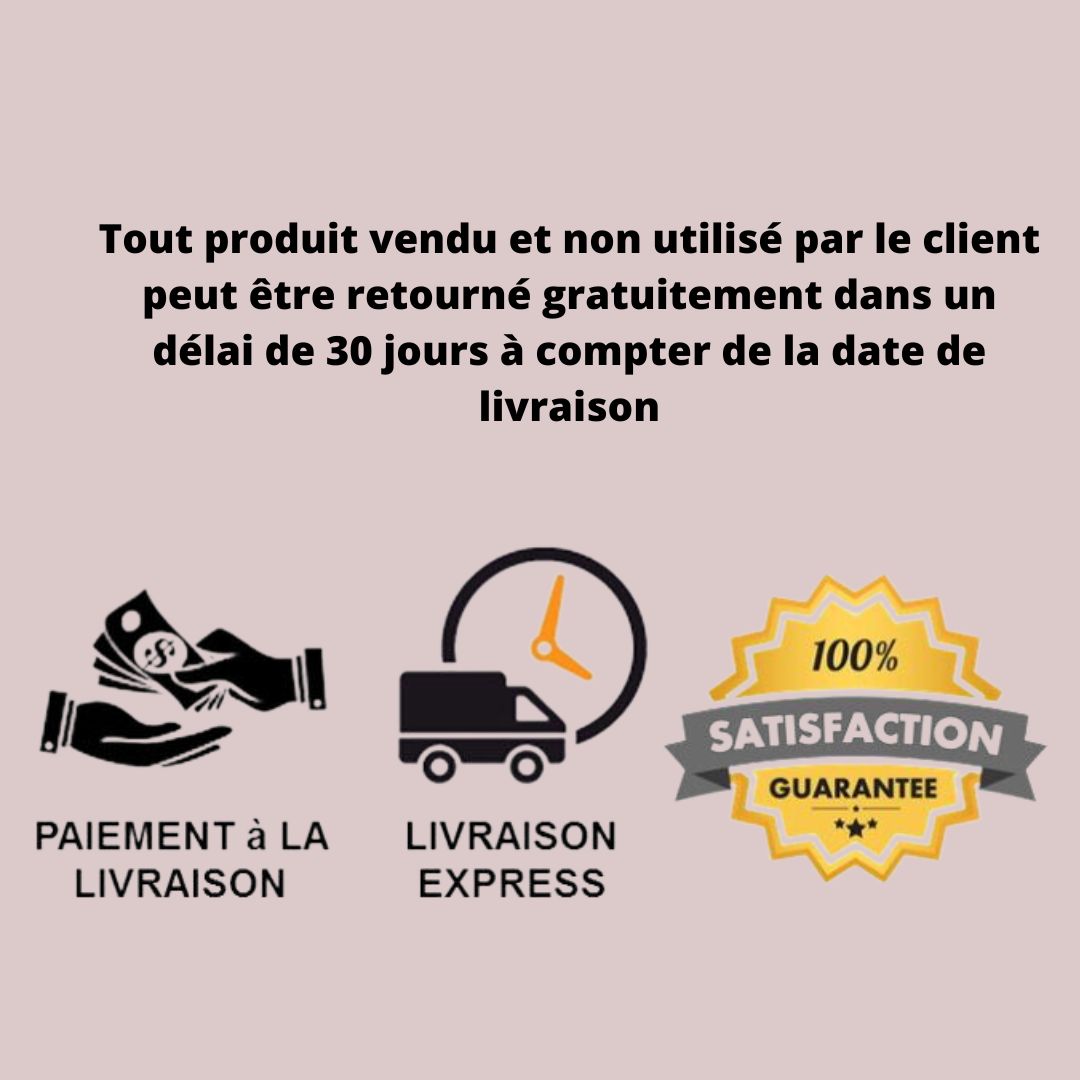 Tout produit vendu et non utilisé par le client
peut être retourné gratuitement dans un
délai de 30 jours à compter de la date de
livraison
$
PAIEMENT à LA
LIVRAISON
LIVRAISON
EXPRESS
100%
SATISFACTION
GUARANTEE